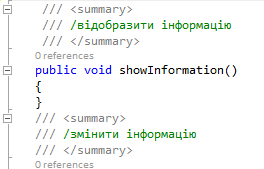 /// <summary>
/// /відобразити інформацію
/// </summary>
0 references
public void showInformation()
{
}
/// <summary>
/// /змінити інформацію
/// </summary>
0 references